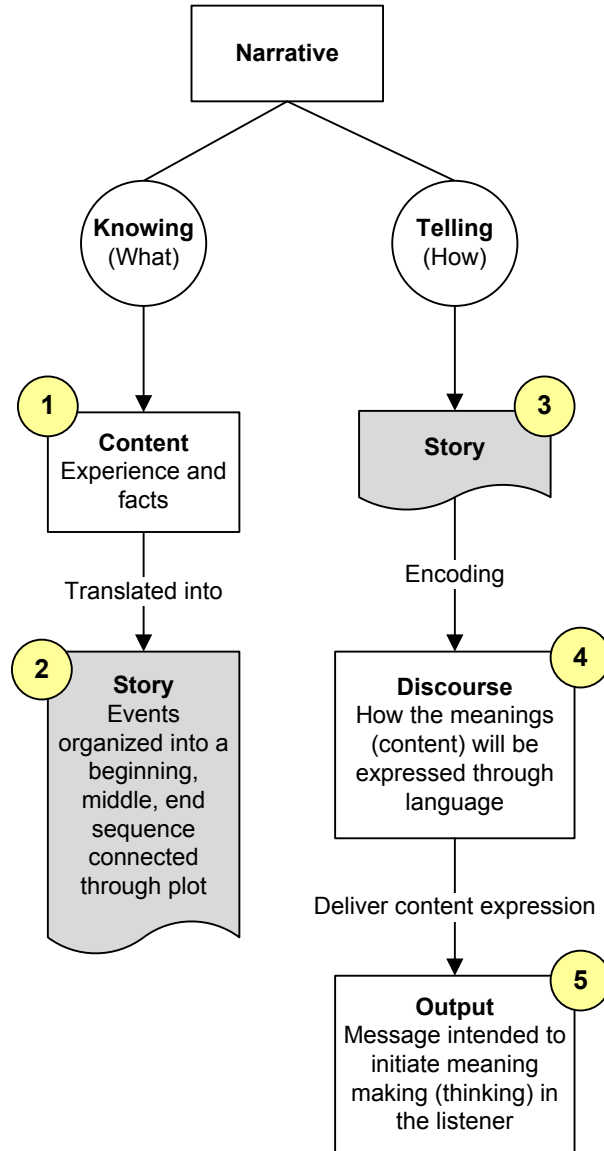 Narrative
Knowing
(What)
1
Content
Experience and
facts
Translated into
2
Story
Events
organized into a
beginning,
middle, end
sequence
connected
through plot
Telling
(How)
3
Story
Encoding
4
Discourse
How the meanings
(content) will be
expressed through
language
Deliver content expression
5
Output
Message intended to
initiate meaning
making (thinking) in
the listener